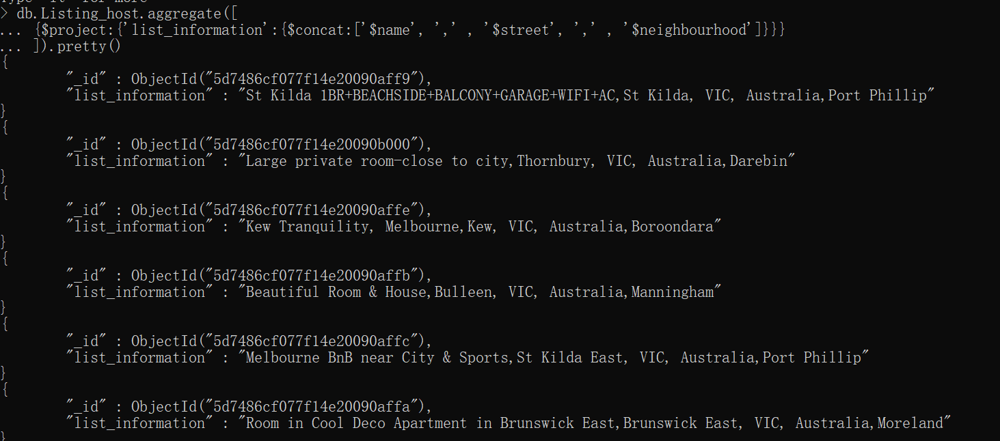 Type "it" for more
> db.Listing_host.aggregate([
... {$project:{'list_information':{$concat:['$name', ',' , '$street', ',' , '$neighbourhood']}}}
... ]).pretty()
{
"_id" : ObjectId("5d7486cf077f14e20090aff9"),
"list_information" : "St Kilda 1BR+BEACHSIDE+BALCONY+GARAGE+WIFI+AC,St Kilda, VIC, Australia,Port Phillip"
}
{
"_id" : ObjectId("5d7486cf077f14e20090b000"),
"list_information" : "Large private room-close to city,Thornbury, VIC, Australia,Darebin"
}
{
"_id" : ObjectId("5d7486cf077f14e20090affe"),
"list_information" : "Kew Tranquility, Melbourne,Kew, VIC, Australia,Boroondara"
}
{
"_id" : ObjectId("5d7486cf077f14e20090affb"),
"list_information" : "Beautiful Room & House,Bulleen, VIC, Australia,Manningham"
}
{
"_id" : ObjectId("5d7486cf077f14e20090affc"),
"list_information" : "Melbourne BnB near City & Sports,St Kilda East, VIC, Australia,Port Phillip"
}
{
"_id" : ObjectId("5d7486cf077f14e20090affa"),
"list_information" : "Room in Cool Deco Apartment in Brunswick East,Brunswick East, VIC, Australia,Moreland"
}